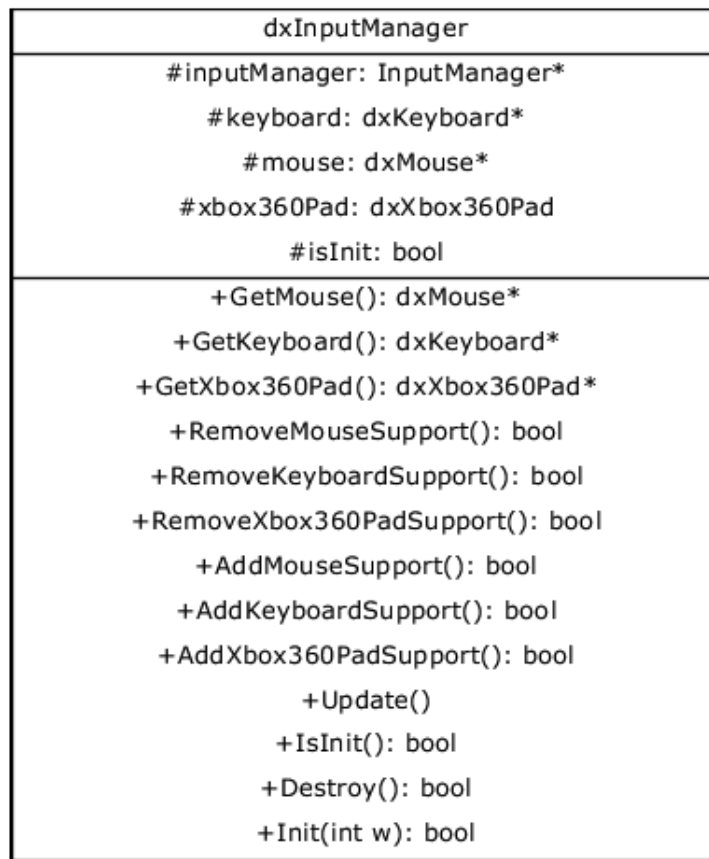 dxInputManager
#inputManager: InputManager*
#keyboard: dxKeyboard*
#mouse: dxMouse*
#xbox360Pad: dxXbox360Pad
#isInit: bool
+GetMouse(): dxMouse*
+GetKeyboard(): dxKeyboard*
+GetXbox360Pad(): dxXbox360Pad*
+RemoveMouseSupport(): bool
+RemoveKeyboardSupport(): bool
+RemoveXbox360PadSupport(): bool
+AddMouseSupport(): bool
+AddKeyboardSupport(): bool
+AddXbox360PadSupport(): bool
+Update()
+IsInit(): bool
+Destroy(): bool
+Init(int w): bool